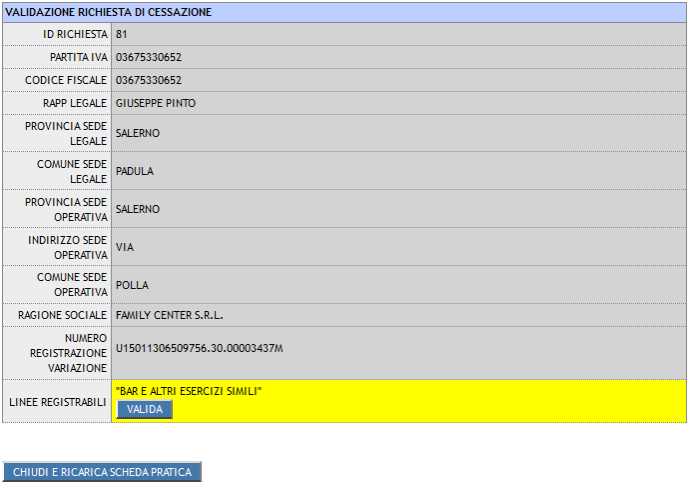 VALIDAZIONE RICHIESTA DI CESSAZIONE
ID RICHIESTA 81
PARTITA IVA 03675330652
CODICE FISCALE 03675330652
RAPP LEGALE GIUSEPPE PINTO
PROVINCIA SEDE
LEGALE
SALERNO
COMUNE SEDE
LEGALE
PADULA
PROVINCIA SEDE
OPERATIVA
SALERNO
INDIRIZZO SEDE
OPERATIVA
VIA
COMUNE SEDE
OPERATIVA
POLLA
RAGIONE SOCIALE FAMILY CENTER S.R.L.
NUMERO
REGISTRAZIONE
VARIAZIONE
U15011306509756.30.00003437M
LINEE REGISTRABILI
"BAR E ALTRI ESERCIZI SIMILI"
VALIDA
CHIUDI E RICARICA SCHEDA PRATICA